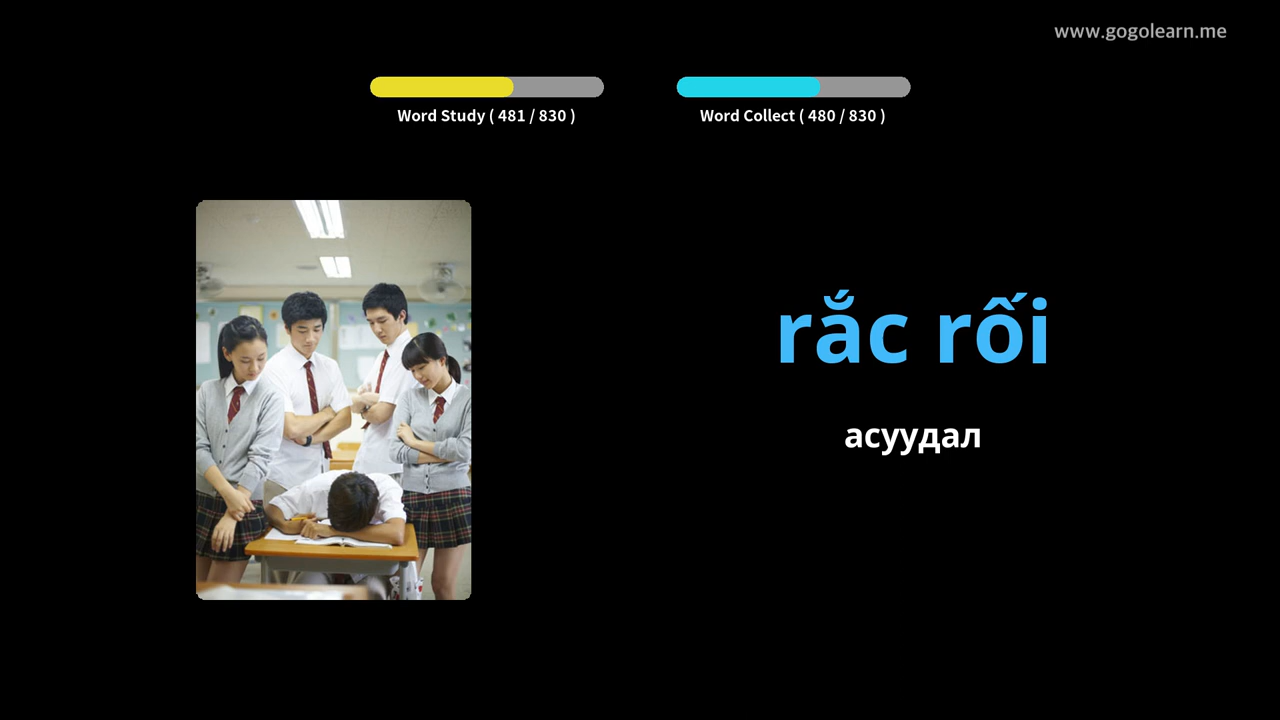 www.gogolearn.me
Word Study ( 481 / 830 )
Word Collect ( 480 / 830 )
rắc rối
асуудал